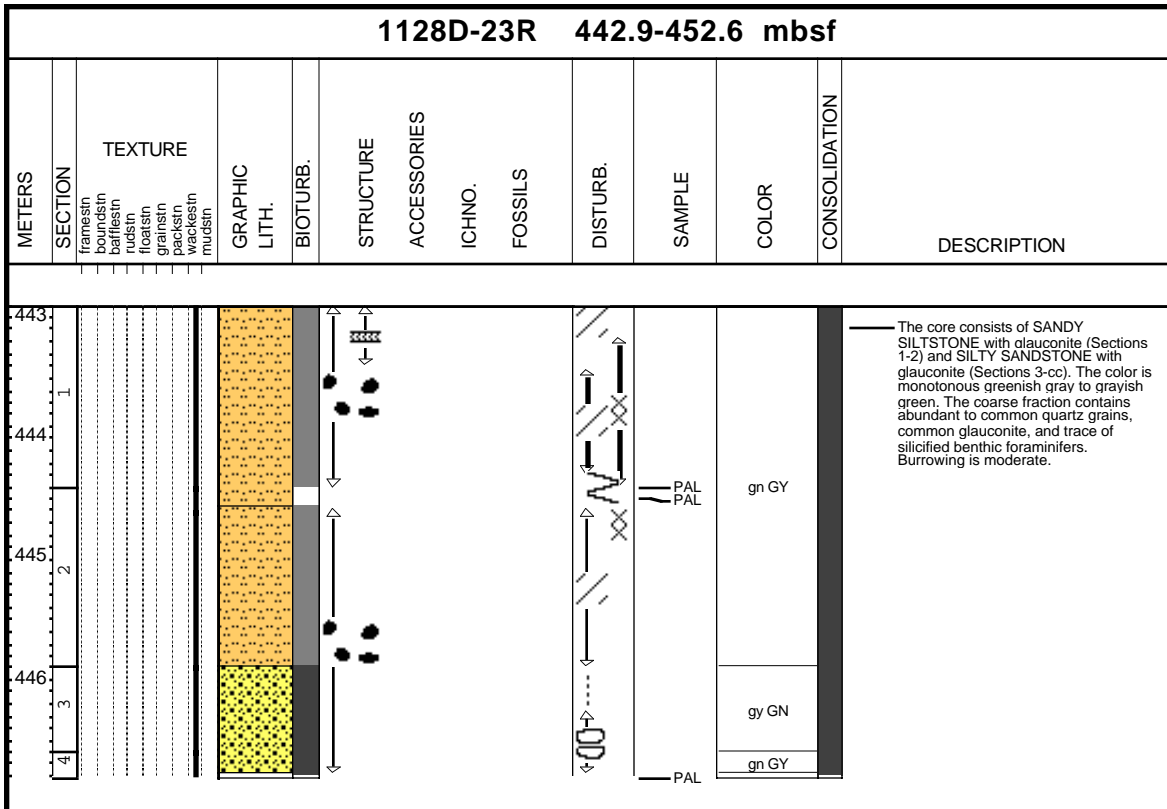 1128D-23R 442.9-452.6 mbsf
METERS
SECTION
TEXTURE
framestn
boundstn
bafflestn
rudstn
floatstn
grainstn
packstn
wackestn
mudstn
GRAPHIC
LITH.
BIOTURB.
STRUCTURE
ACCESSORIES
ICHNO.
FOSSILS
DISTURB.
SAMPLE
COLOR
CONSOLIDATION
DESCRIPTION
443
444
445
446
1
2
3
4
PAL
PAL
PAL
gn GY
gy GN
gn GY
The core consists of SANDY
SILTSTONE with glauconite (Sections
1-2) and SILTY SANDSTONE with
glauconite (Sections 3-cc). The color is
monotonous greenish gray to grayish
green. The coarse fraction contains
abundant to common quartz grains,
common glauconite, and trace of
silicified benthic foraminifers.
Burrowing is moderate.